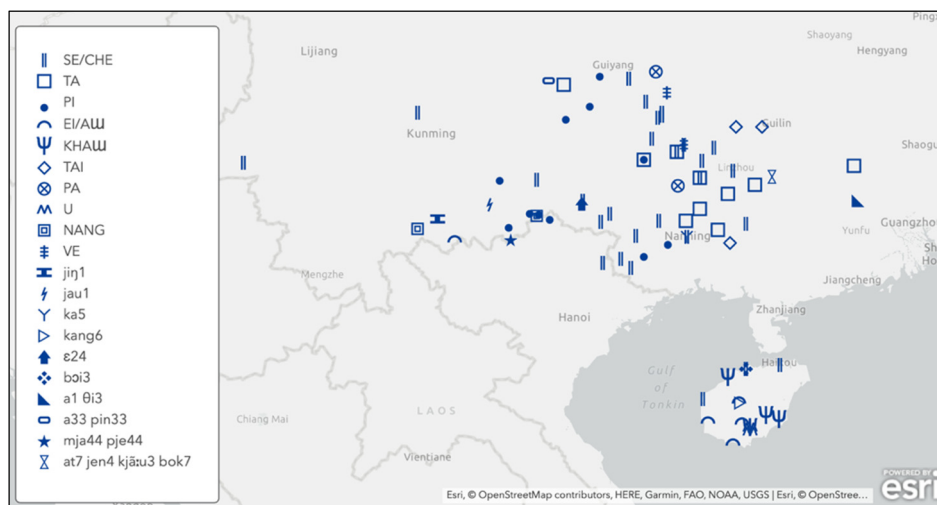 SE/CHE
TA
PI
EI/Aɯ
KHAɯ
TAI
PA
U
NANG
VE
jiŋ1
jau1
ka5
kang6
ɛ24
bɔi3
a1 θi3
a33 pin33
mja44 pje44
at7 jen4 kjãːu3 bok7
Lijiang
Shaoyang
Hengyang
Guiyang
Kunming
Guilin
Liuzhou
Yunfu
Nanning
Mengzhe
Jiangcheng
Zhanjiang
Hanoi
Haikou
Gulf
of
Tonkin
LAOS
Chiang Mai
Vientiane
Esri, © OpenStreetMap contributors, HERE, Garmin, FAO, NOAA, USGS | Esri, © OpenStree...
POWERED BY
esri